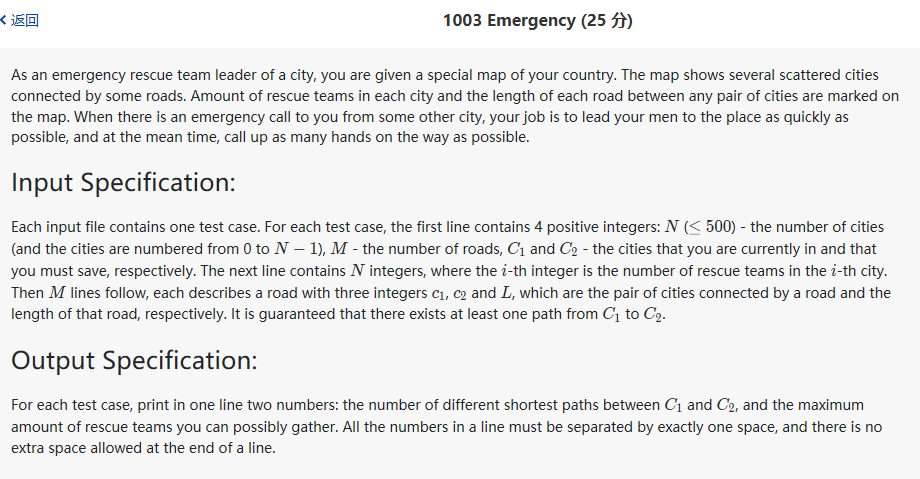 < 返回
1003 Emergency (25 分)
As an emergency rescue team leader of a city, you are given a special map of your country. The map shows several scattered cities
connected by some roads. Amount of rescue teams in each city and the length of each road between any pair of cities are marked on
the map. When there is an emergency call to you from some other city, your job is to lead your men to the place as quickly as
possible, and at the mean time, call up as many hands on the way as possible.
Input Specification:
Each input file contains one test case. For each test case, the first line contains 4 positive integers: N (≤ 500) - the number of cities
(and the cities are numbered from 0 to N − 1), M - the number of roads, C₁ and C₂ - the cities that you are currently in and that
you must save, respectively. The next line contains N integers, where the i-th integer is the number of rescue teams in the i-th city.
Then M lines follow, each describes a road with three integers c₁, c₂ and L, which are the pair of cities connected by a road and the
length of that road, respectively. It is guaranteed that there exists at least one path from C₁ to C₂.
Output Specification:
For each test case, print in one line two numbers: the number of different shortest paths between C₁ and C₂, and the maximum
amount of rescue teams you can possibly gather. All the numbers in a line must be separated by exactly one space, and there is no
extra space allowed at the end of a line.